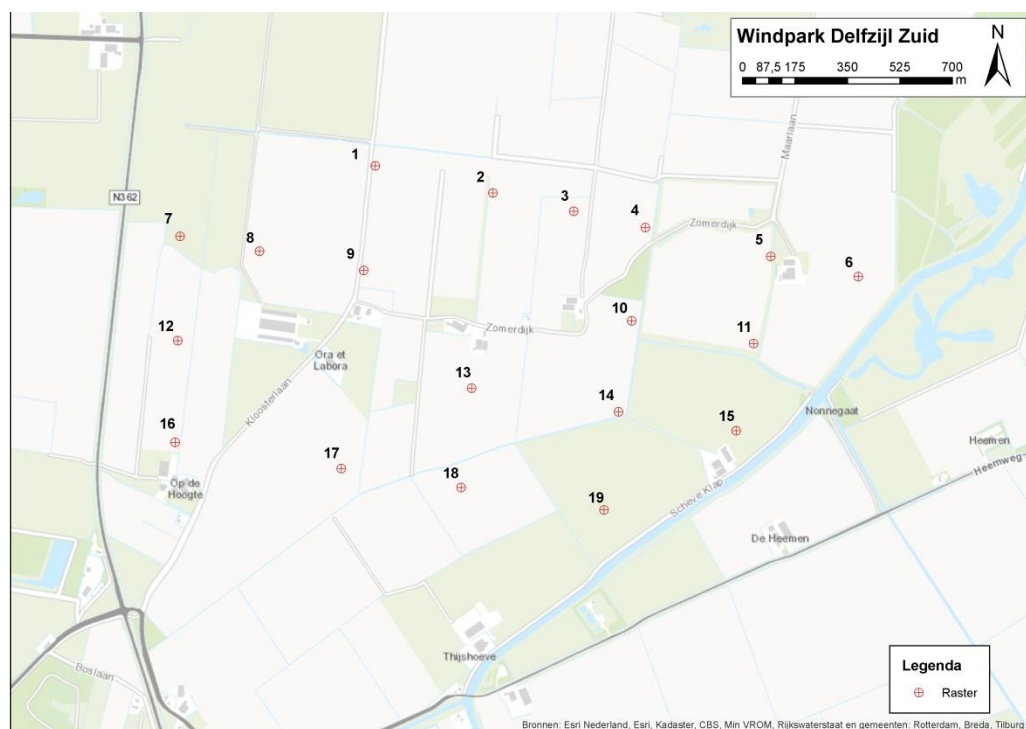 Windpark Delfzijl Zuid
N
0 87,5 175 350 525 700
m
Maarlaan
1
N362
2
3
4
7
8
9
Zomerdijk
5
6
10
11
12
Zomerdijk
Ora et
Labora
13
Kloosterlaan
14
15
Nonnegaat
16
17
18
19
Op de
Hoogte
Heemen
Heemweg
Scheve Klap
De Heemen
Thijshoeve
Boslaan
Legenda
Raster
Bronnen: Esri Nederland, Esri, Kadaster, CBS, Min VROM, Rijkswaterstaat en gemeenten: Rotterdam, Breda, Tilburg